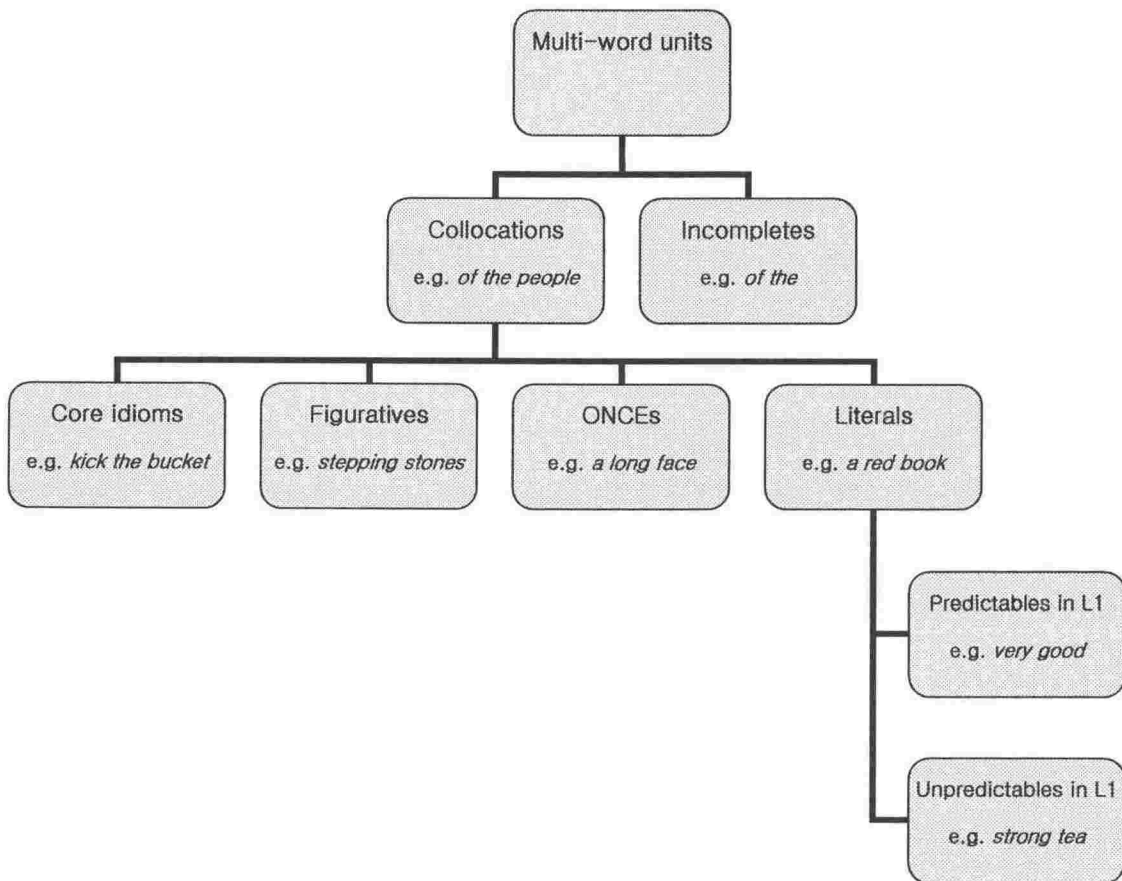 Multi-word units
Collocations
e.g. of the people
Incompletes
e.g. of the
Core idioms
e.g. kick the bucket
Figuratives
e.g. stepping stones
ONCEs
e.g. a long face
Literals
e.g. a red book
Predictables in L1
e.g. very good
Unpredictables in L1
e.g. strong tea